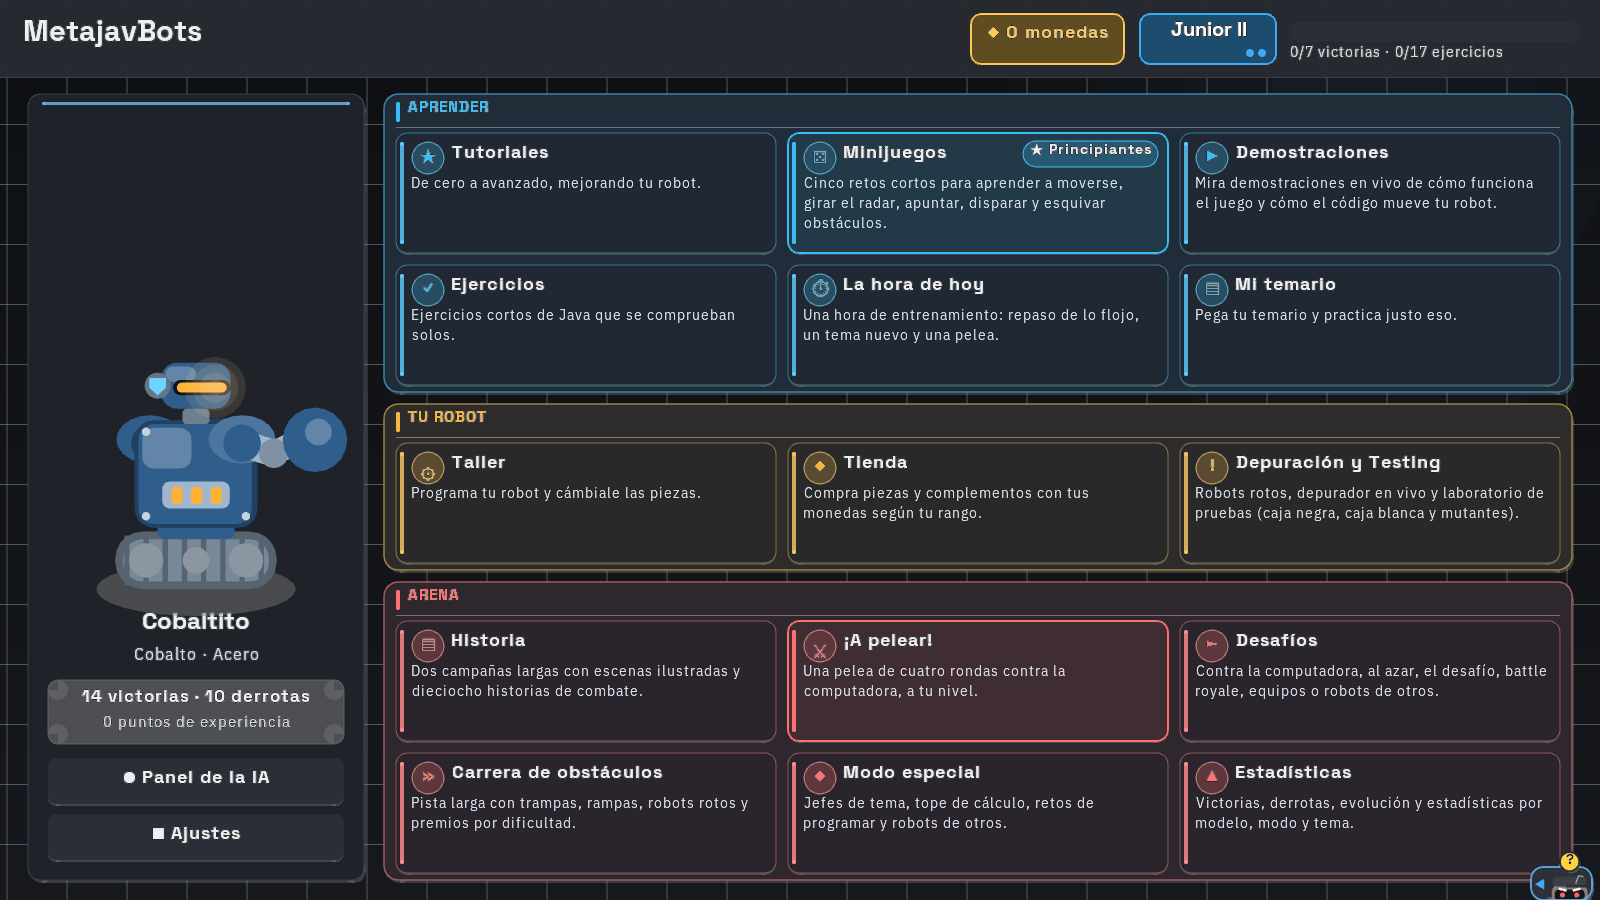 MetajavBots
◆ 0 monedas
Junior II
0/7 victorias · 0/17 ejercicios
Cobaltito
Cobalto · Acero
14 victorias · 10 derrotas
0 puntos de experiencia
● Panel de la IA
■ Ajustes
APRENDER
Tutoriales
De cero a avanzado, mejorando tu robot.
Minijuegos
★ Principiantes
Cinco retos cortos para aprender a moverse,
girar el radar, apuntar, disparar y esquivar
obstáculos.
Demostraciones
Mira demostraciones en vivo de cómo funciona
el juego y cómo el código mueve tu robot.
Ejercicios
Ejercicios cortos de Java que se comprueban
solos.
La hora de hoy
Una hora de entrenamiento: repaso de lo flojo,
un tema nuevo y una pelea.
Mi temario
Pega tu temario y practica justo eso.
TU ROBOT
Taller
Programa tu robot y cámbiale las piezas.
Tienda
Compra piezas y complementos con tus
monedas según tu rango.
Depuración y Testing
Robots rotos, depurador en vivo y laboratorio de
pruebas (caja negra, caja blanca y mutantes).
ARENA
Historia
Dos campañas largas con escenas ilustradas y
dieciocho historias de combate.
¡A pelear!
Una pelea de cuatro rondas contra la
computadora, a tu nivel.
Desafíos
Contra la computadora, al azar, el desafío, battle
royale, equipos o robots de otros.
Carrera de obstáculos
Pista larga con trampas, rampas, robots rotos y
premios por dificultad.
Modo especial
Jefes de tema, tope de cálculo, retos de
programar y robots de otros.
Estadísticas
Victorias, derrotas, evolución y estadísticas por
modelo, modo y tema.
?